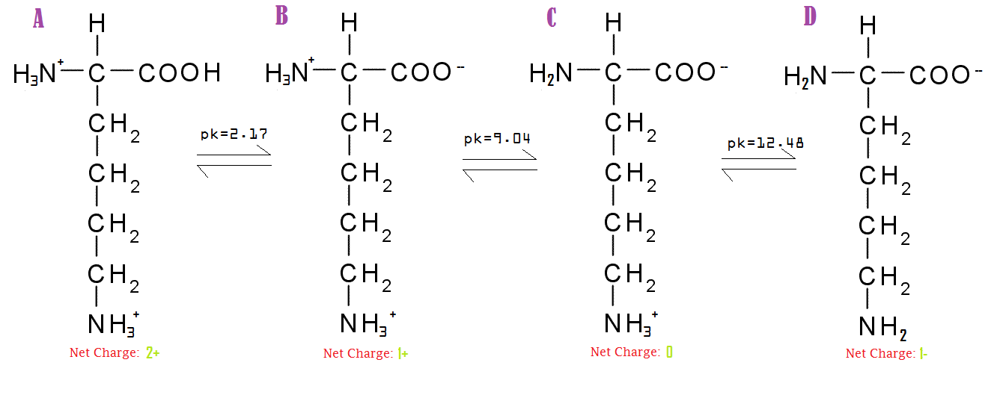 A B C D
H H H H
H₃N⁺—C—COOH H₃N⁺—C—COO⁻⁻ H₂N—C—COO⁻⁻ H₂N—C—COO⁻⁻
CH₂ CH₂ CH₂ CH₂
pk=2.17 pk=9.04 pk=12.48
CH₂ CH₂ CH₂ CH₂
CH₂ CH₂ CH₂ CH₂
CH₂ CH₂ CH₂ CH₂
NH₃⁺ NH₃⁺ NH₃⁺ NH₂
Net Charge: 2+ Net Charge: 1+ Net Charge: 0 Net Charge: 1-